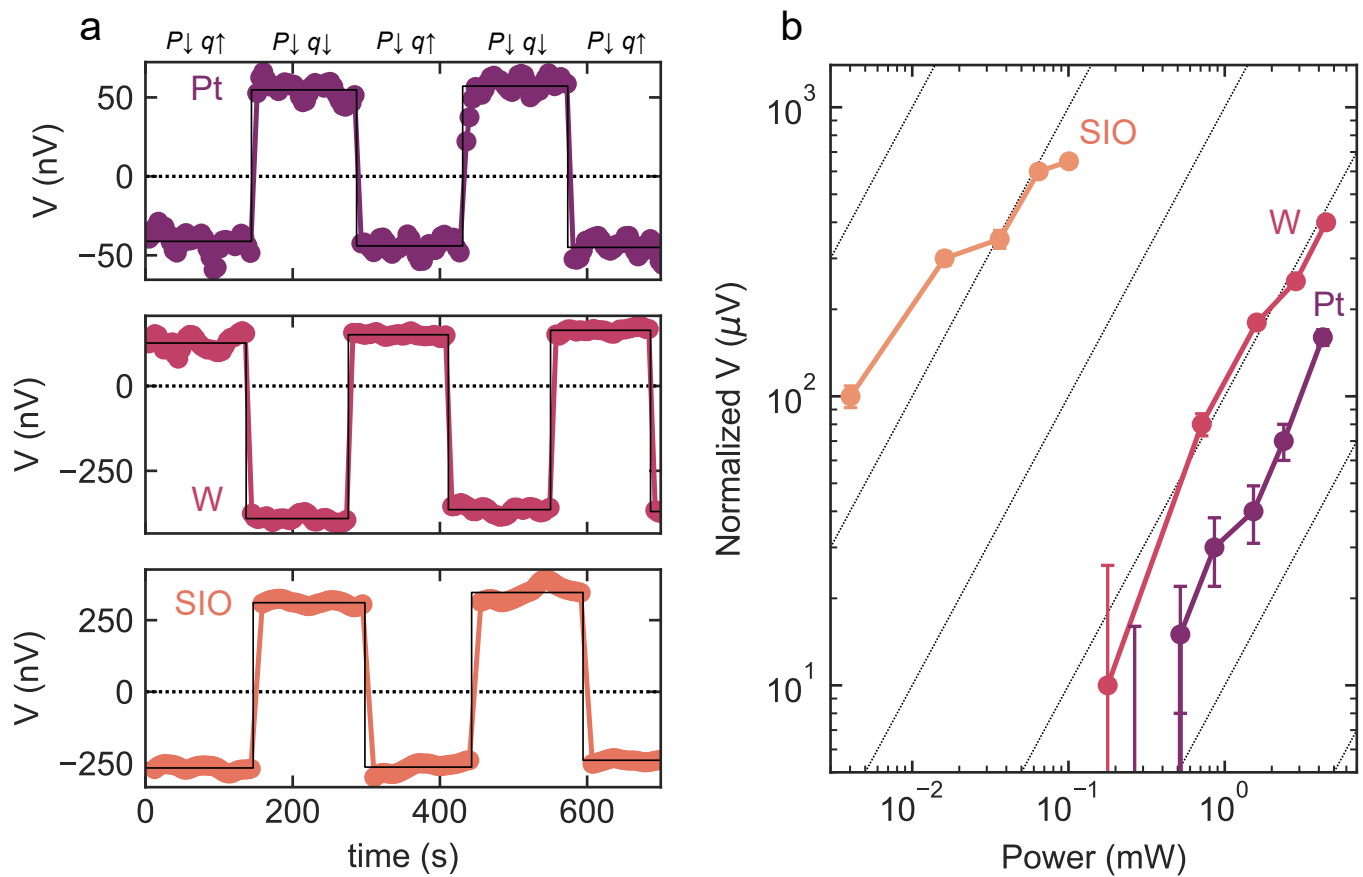 a
P↓ q↑ P↓ q↓ P↓ q↑ P↓ q↓ P↓ q↑
Pt
50
0
−50
V (nV)
W
0
−250
V (nV)
SIO
250
0
−250
V (nV)
0 200 400 600
time (s)
b
SIO
W
Pt
10³
10²
10¹
Normalized V (μV)
10⁻² 10⁻¹ 10⁰
Power (mW)